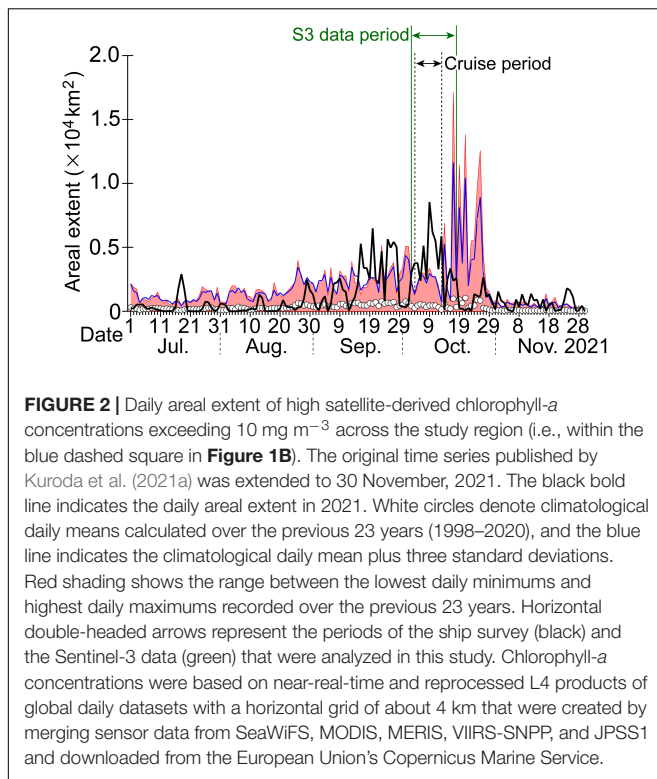 S3 data period
Cruise period
2.0
1.5
1.0
0.5
0
Areal extent (×10⁴ km²)
Date 1 11 21 31 10 20 30 9 19 29 9 19 29 8 18 28
Jul. Aug. Sep. Oct. Nov. 2021
FIGURE 2 | Daily areal extent of high satellite-derived chlorophyll-a
concentrations exceeding 10 mg m⁻³ across the study region (i.e., within the
blue dashed square in Figure 1B). The original time series published by
Kuroda et al. (2021a) was extended to 30 November, 2021. The black bold
line indicates the daily areal extent in 2021. White circles denote climatological
daily means calculated over the previous 23 years (1998–2020), and the blue
line indicates the climatological daily mean plus three standard deviations.
Red shading shows the range between the lowest daily minimums and
highest daily maximums recorded over the previous 23 years. Horizontal
double-headed arrows represent the periods of the ship survey (black) and
the Sentinel-3 data (green) that were analyzed in this study. Chlorophyll-a
concentrations were based on near-real-time and reprocessed L4 products of
global daily datasets with a horizontal grid of about 4 km that were created by
merging sensor data from SeaWiFS, MODIS, MERIS, VIIRS-SNPP, and JPSS1
and downloaded from the European Union's Copernicus Marine Service.